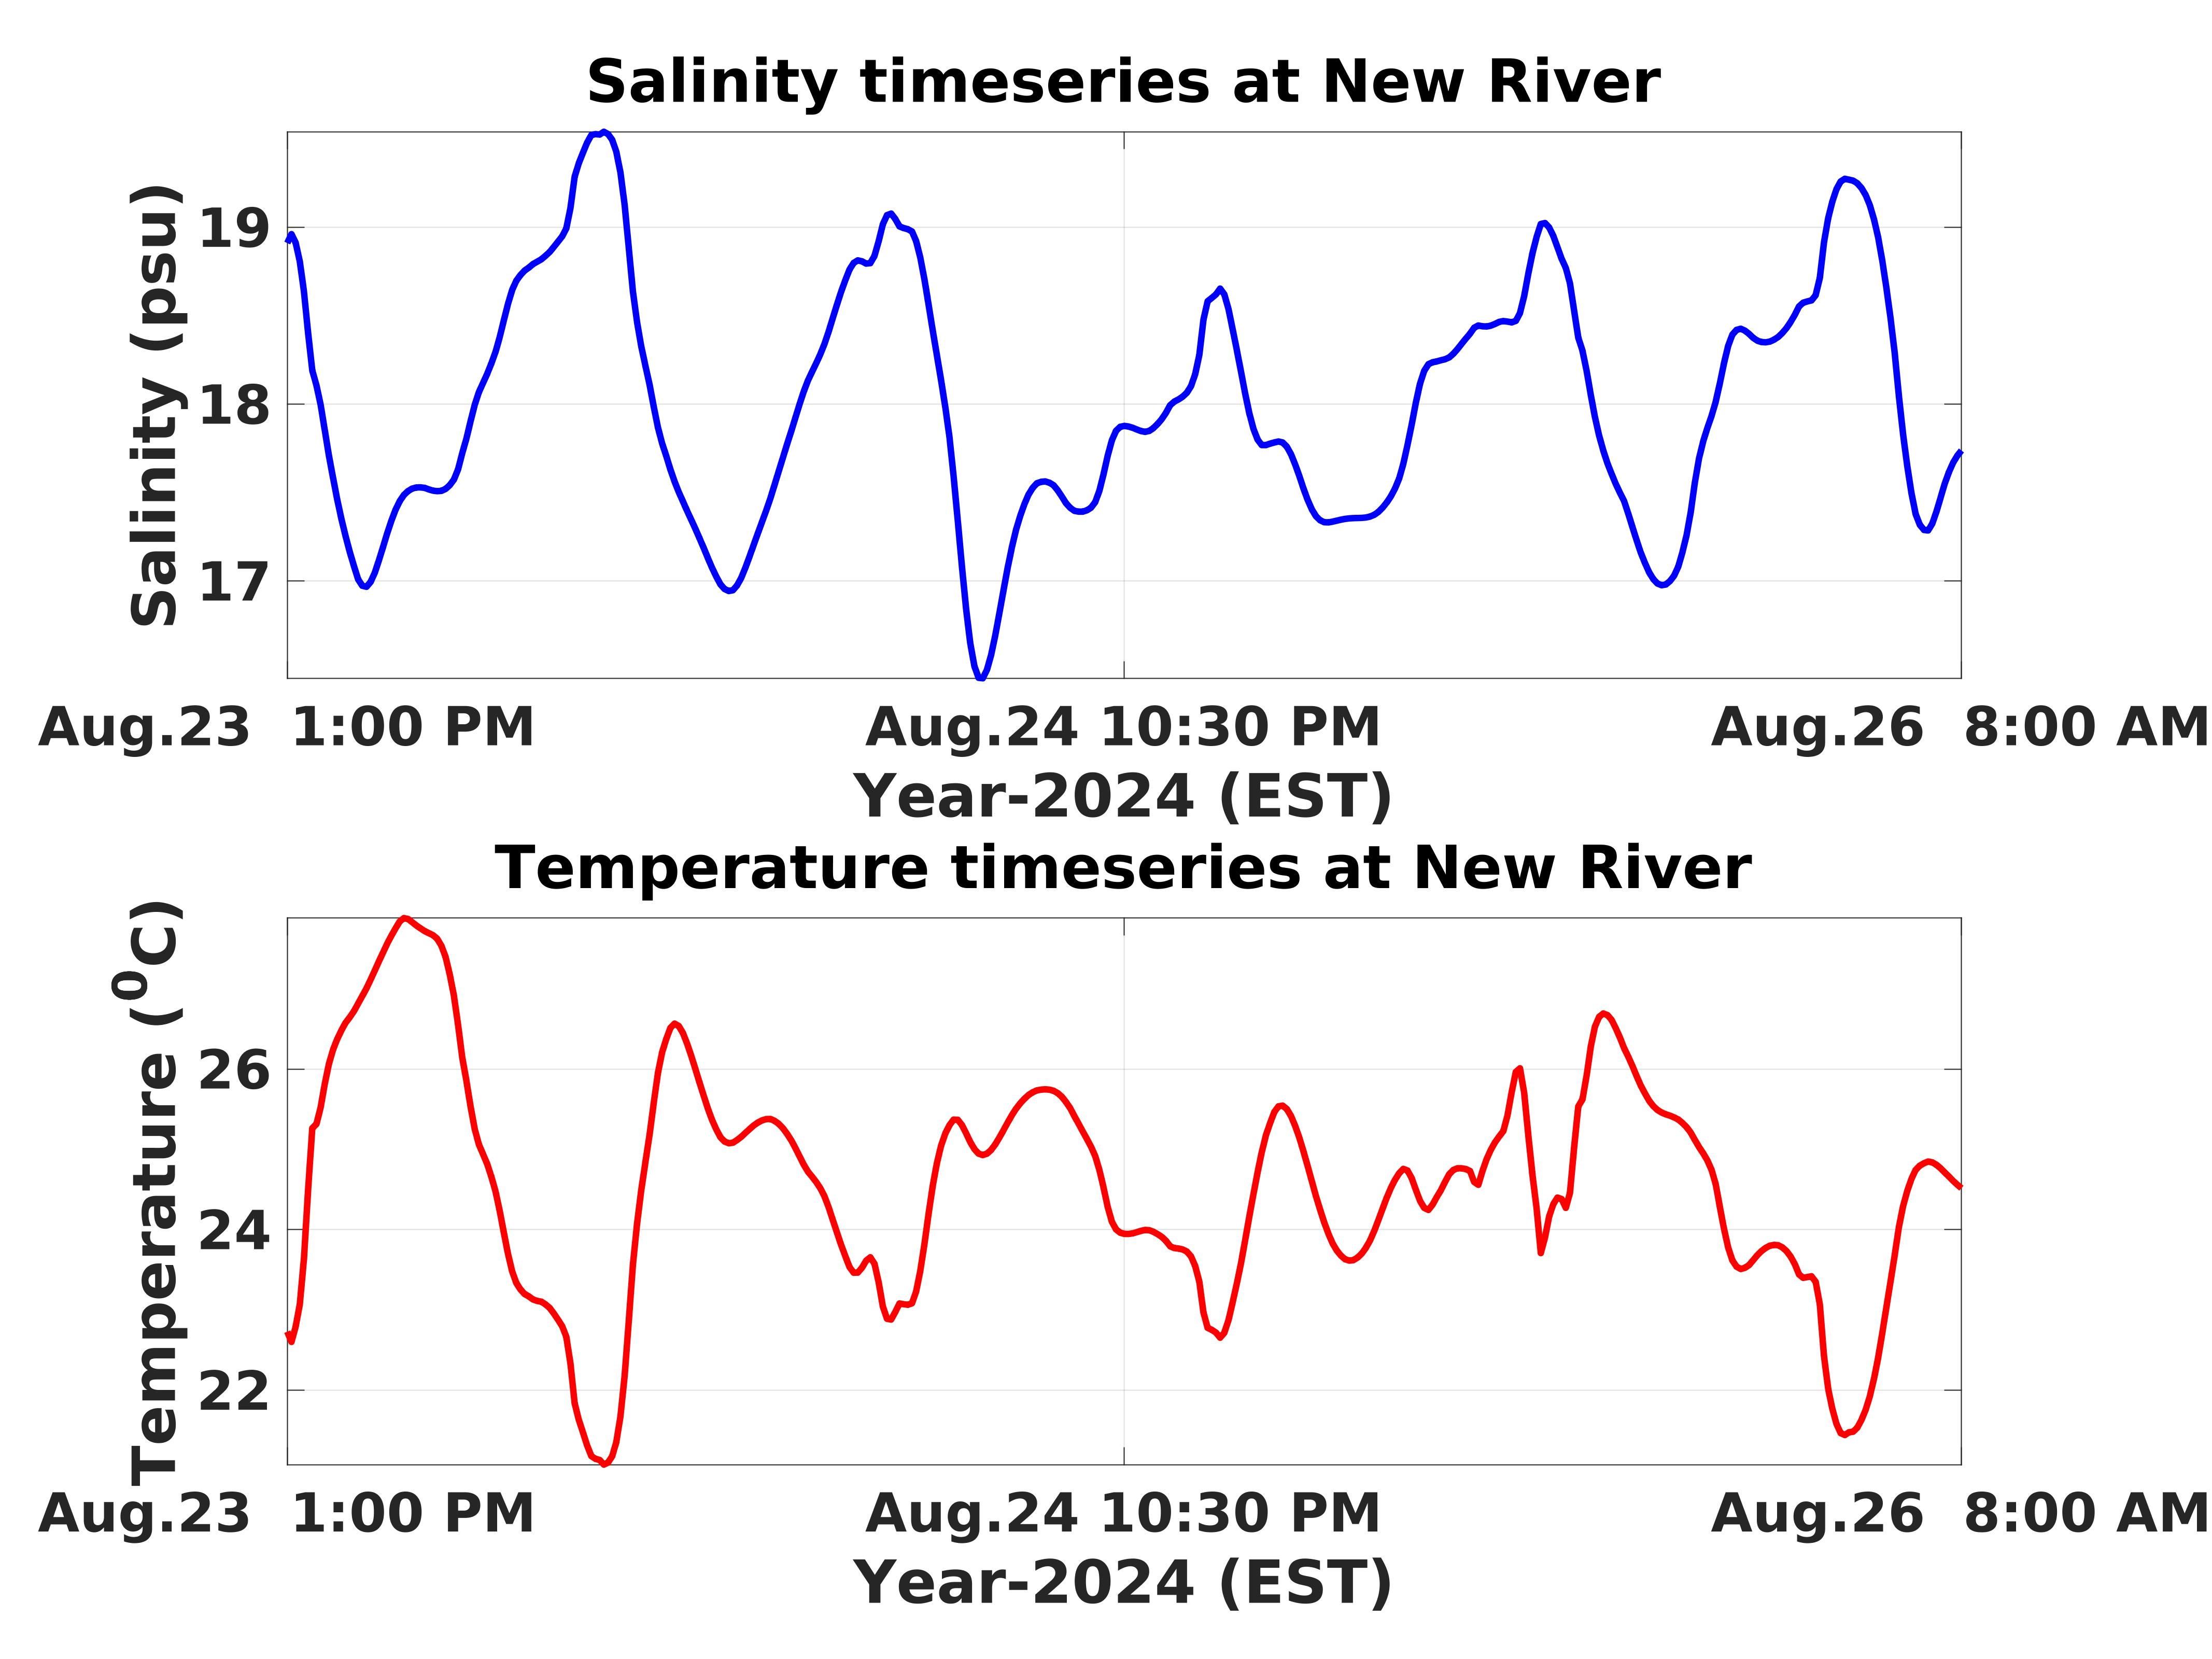 Salinity timeseries at New River
Salinity (psu)
19
18
17
Aug.23  1:00 PM
Aug.24 10:30 PM
Aug.26  8:00 AM
Year-2024 (EST)
Temperature timeseries at New River
Temperature (⁰C)
26
24
22
Aug.23  1:00 PM
Aug.24 10:30 PM
Aug.26  8:00 AM
Year-2024 (EST)